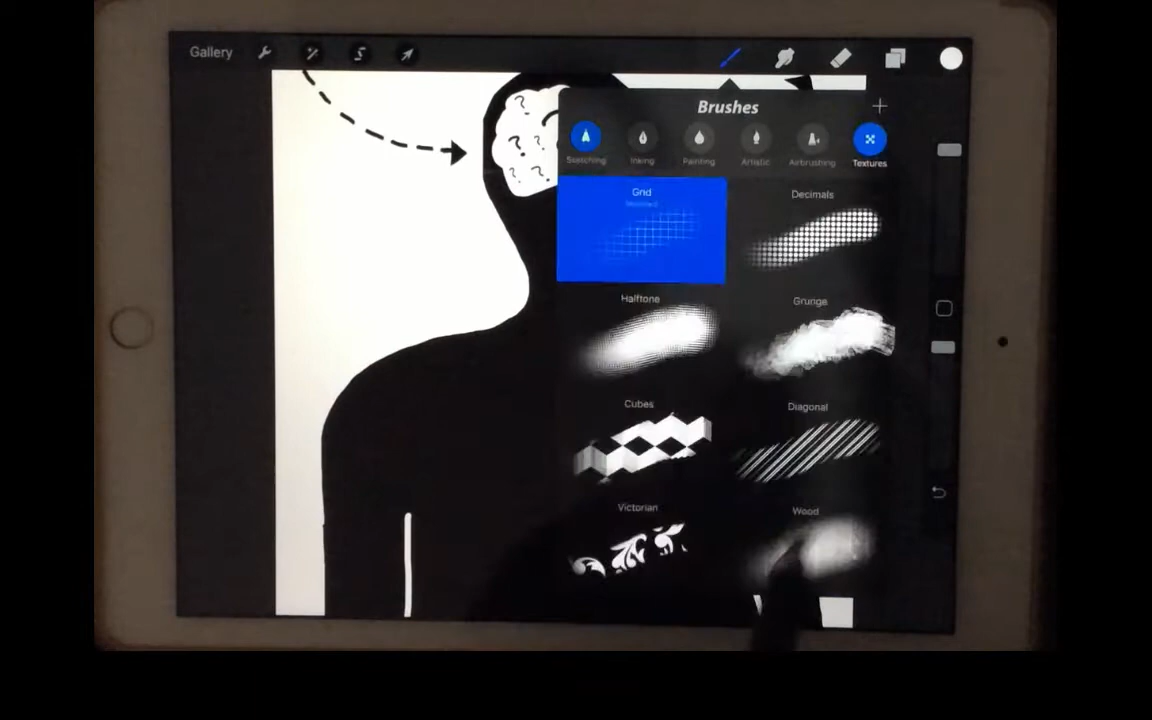 Gallery
Brushes
Sketching Inking Painting Artistic Airbrushing Textures
Grid Decimals
Halftone Grunge
Cubes Diagonal
Victorian Wood
? 
? ? ?
? ?